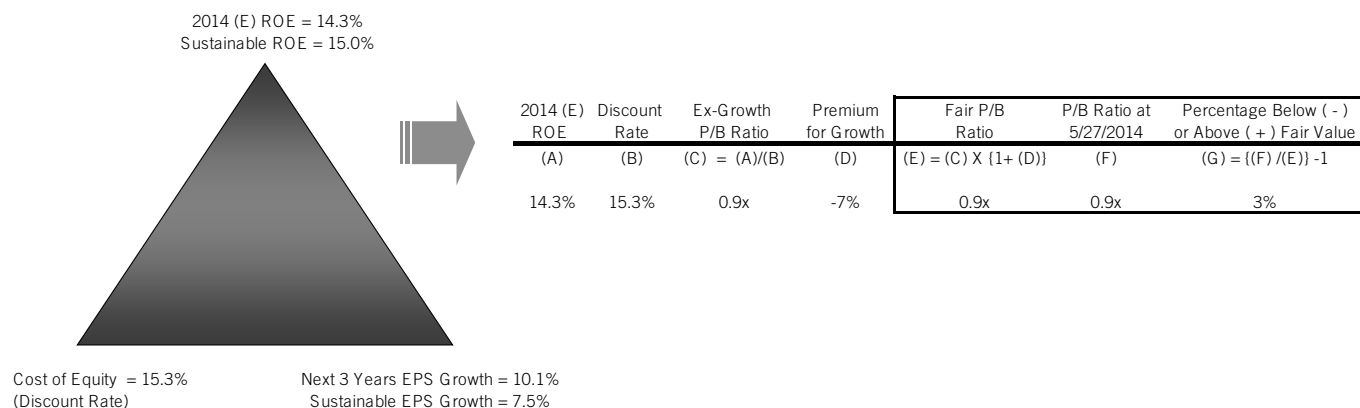 2014 (E) ROE = 14.3%
Sustainable ROE = 15.0%
2014 (E) Discount Ex-Growth Premium Fair P/B P/B Ratio at Percentage Below ( - )
ROE Rate P/B Ratio for Growth Ratio 5/27/2014 or Above ( + ) Fair Value
(A) (B) (C) = (A)/(B) (D) (E) = (C) X {1+ (D)} (F) (G) = {(F) /(E)} -1
14.3% 15.3% 0.9x -7% 0.9x 0.9x 3%
Cost of Equity = 15.3% Next 3 Years EPS Growth = 10.1%
(Discount Rate) Sustainable EPS Growth = 7.5%